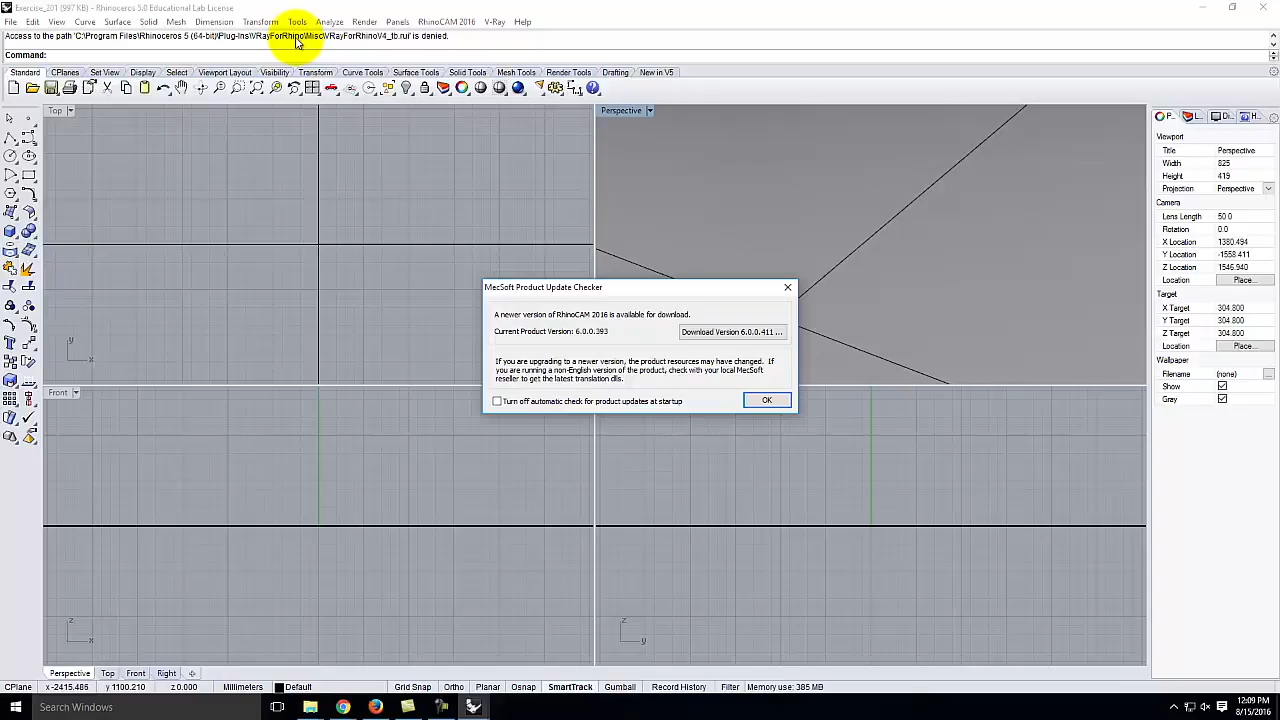 Exercise_201 (997 KB) - Rhinoceros 5.0 Educational Lab License
File Edit View Curve Surface Solid Mesh Dimension Transform Tools Analyze Render Panels RhinoCAM 2016 V-Ray Help
Access to the path 'C:\Program Files\Rhinoceros 5 (64-bit)\Plug-Ins\VRayForRhino\Misc\VRayForRhinoV4_tb.rui' is denied.
Command:
Standard CPlanes Set View Display Select Viewport Layout Visibility Transform Curve Tools Surface Tools Solid Tools Mesh Tools Render Tools Drafting New in V5
Top
Perspective
P... L... Di... H...
Viewport
Title Perspective
Width 825
Height 419
Projection Perspective
Camera
Lens Length 50.0
Rotation 0.0
X Location 1380.494
Y Location -1558.411
Z Location 1546.940
Location Place...
Target
X Target 304.800
Y Target 304.800
Z Target 304.800
Location Place...
Wallpaper
Filename (none) ...
Show
Gray
MecSoft Product Update Checker
A newer version of RhinoCAM 2016 is available for download.
Current Product Version: 6.0.0.393
Download Version 6.0.0.411 ...
If you are upgrading to a newer version, the product resources may have changed. If
you are running a non-English version of the product, check with your local MecSoft
reseller to get the latest translation dlls.
Turn off automatic check for product updates at startup
OK
y
x
Front
z
x
z
y
Perspective Top Front Right
CPlane x -2415.486 y 1100.210 z 0.000 Millimeters Default Grid Snap Ortho Planar Osnap SmartTrack Gumball Record History Filter Memory use: 385 MB
Search Windows
12:09 PM
8/15/2016